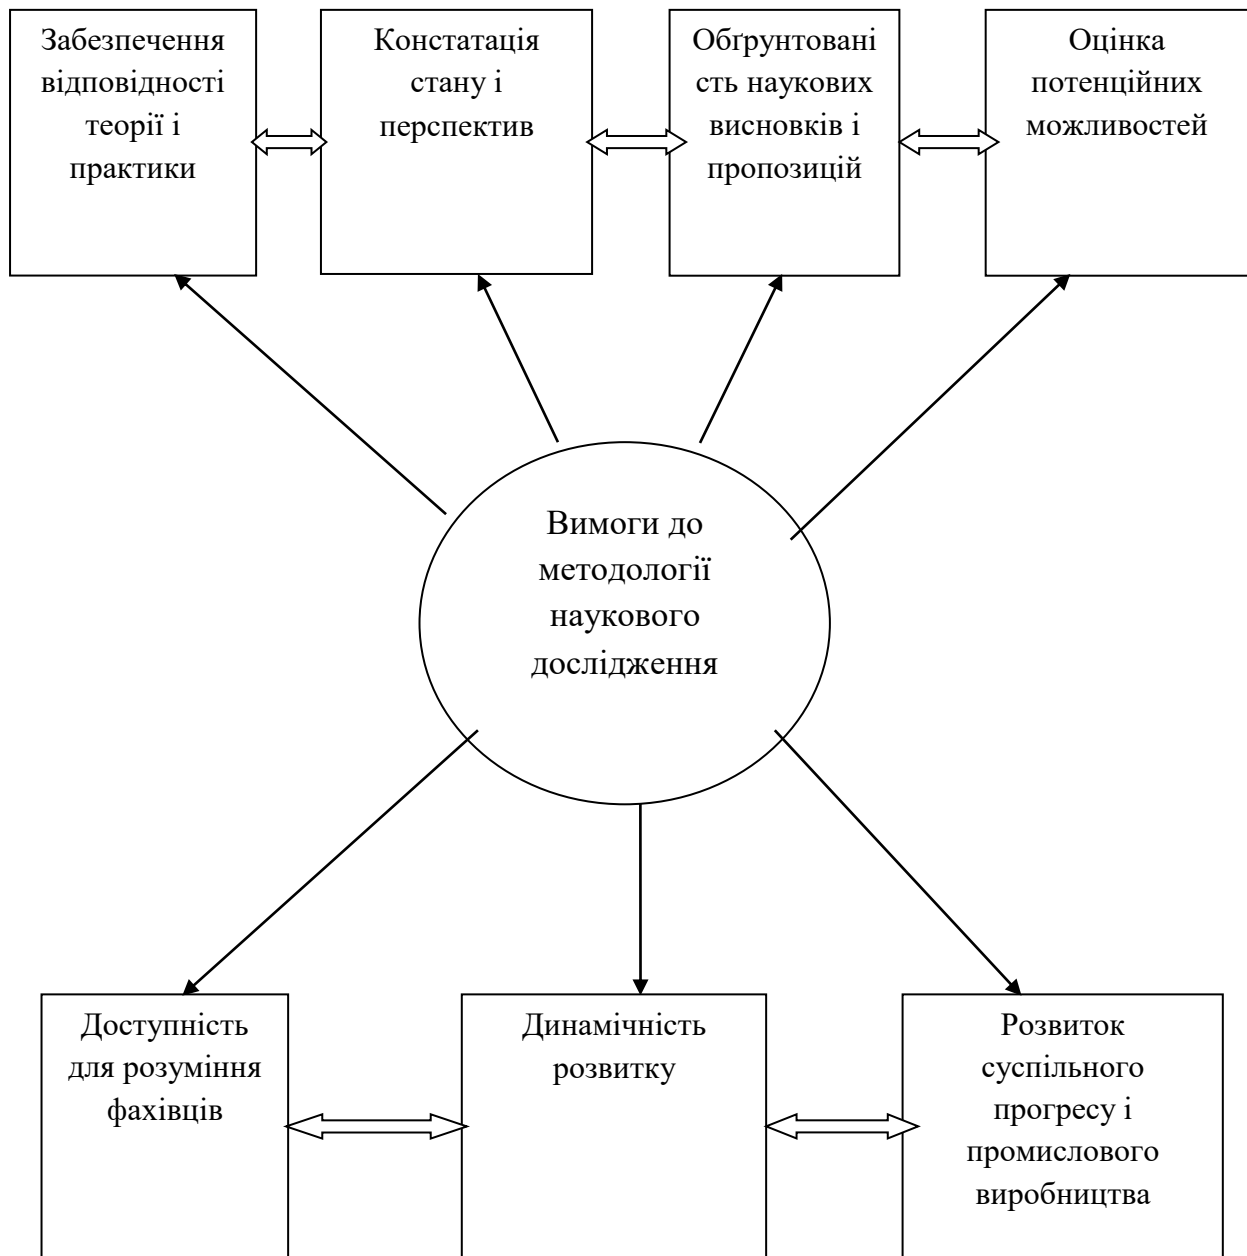 Забезпечення
відповідності
теорії і
практики
Констатація
стану і
перспектив
Обґрунтовані
сть наукових
висновків і
пропозицій
Оцінка
потенційних
можливостей
Вимоги до
методології
наукового
дослідження
Доступність
для розуміння
фахівців
Динамічність
розвитку
Розвиток
суспільного
прогресу і
промислового
виробництва